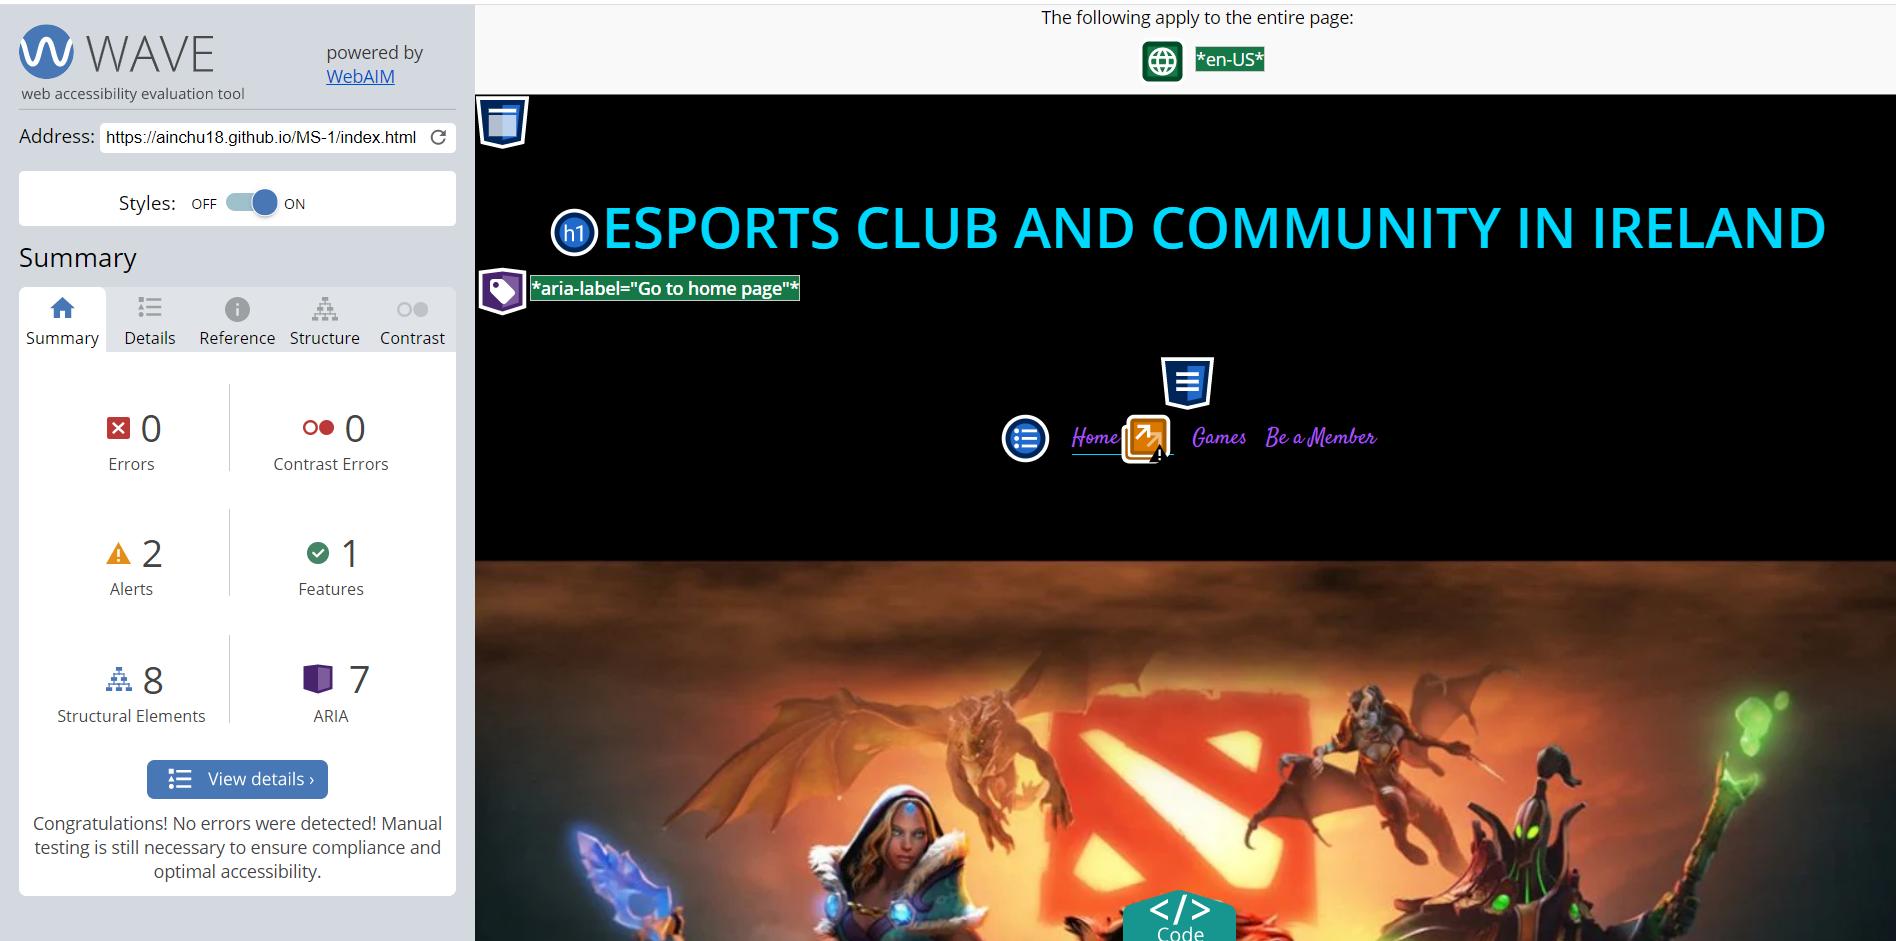 WAVE
powered by
WebAIM
web accessibility evaluation tool
Address: https://ainchu18.github.io/MS-1/index.html
Styles: OFF ON
Summary
Summary Details Reference Structure Contrast
0 0
Errors Contrast Errors
2 1
Alerts Features
8 7
Structural Elements ARIA
View details ›
Congratulations! No errors were detected! Manual
testing is still necessary to ensure compliance and
optimal accessibility.
The following apply to the entire page:
*en-US*
h1 ESPORTS CLUB AND COMMUNITY IN IRELAND
*aria-label="Go to home page"*
Home Games Be a Member
</>
Code